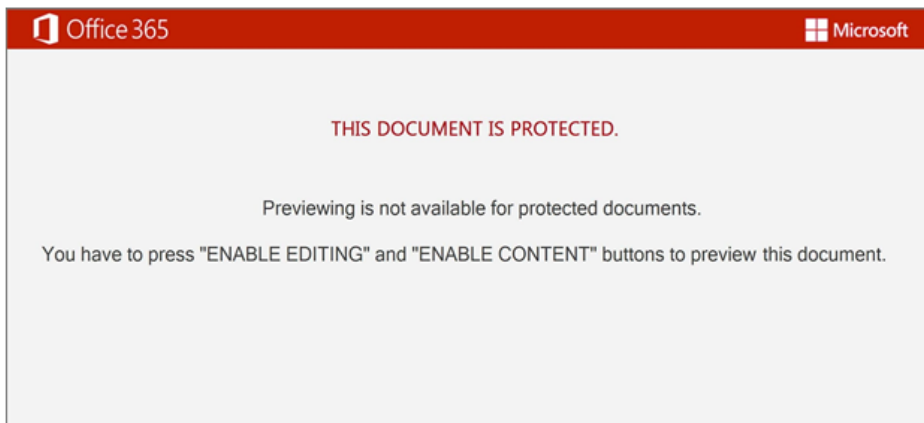 Office 365
Microsoft
THIS DOCUMENT IS PROTECTED.
Previewing is not available for protected documents.
You have to press "ENABLE EDITING" and "ENABLE CONTENT" buttons to preview this document.